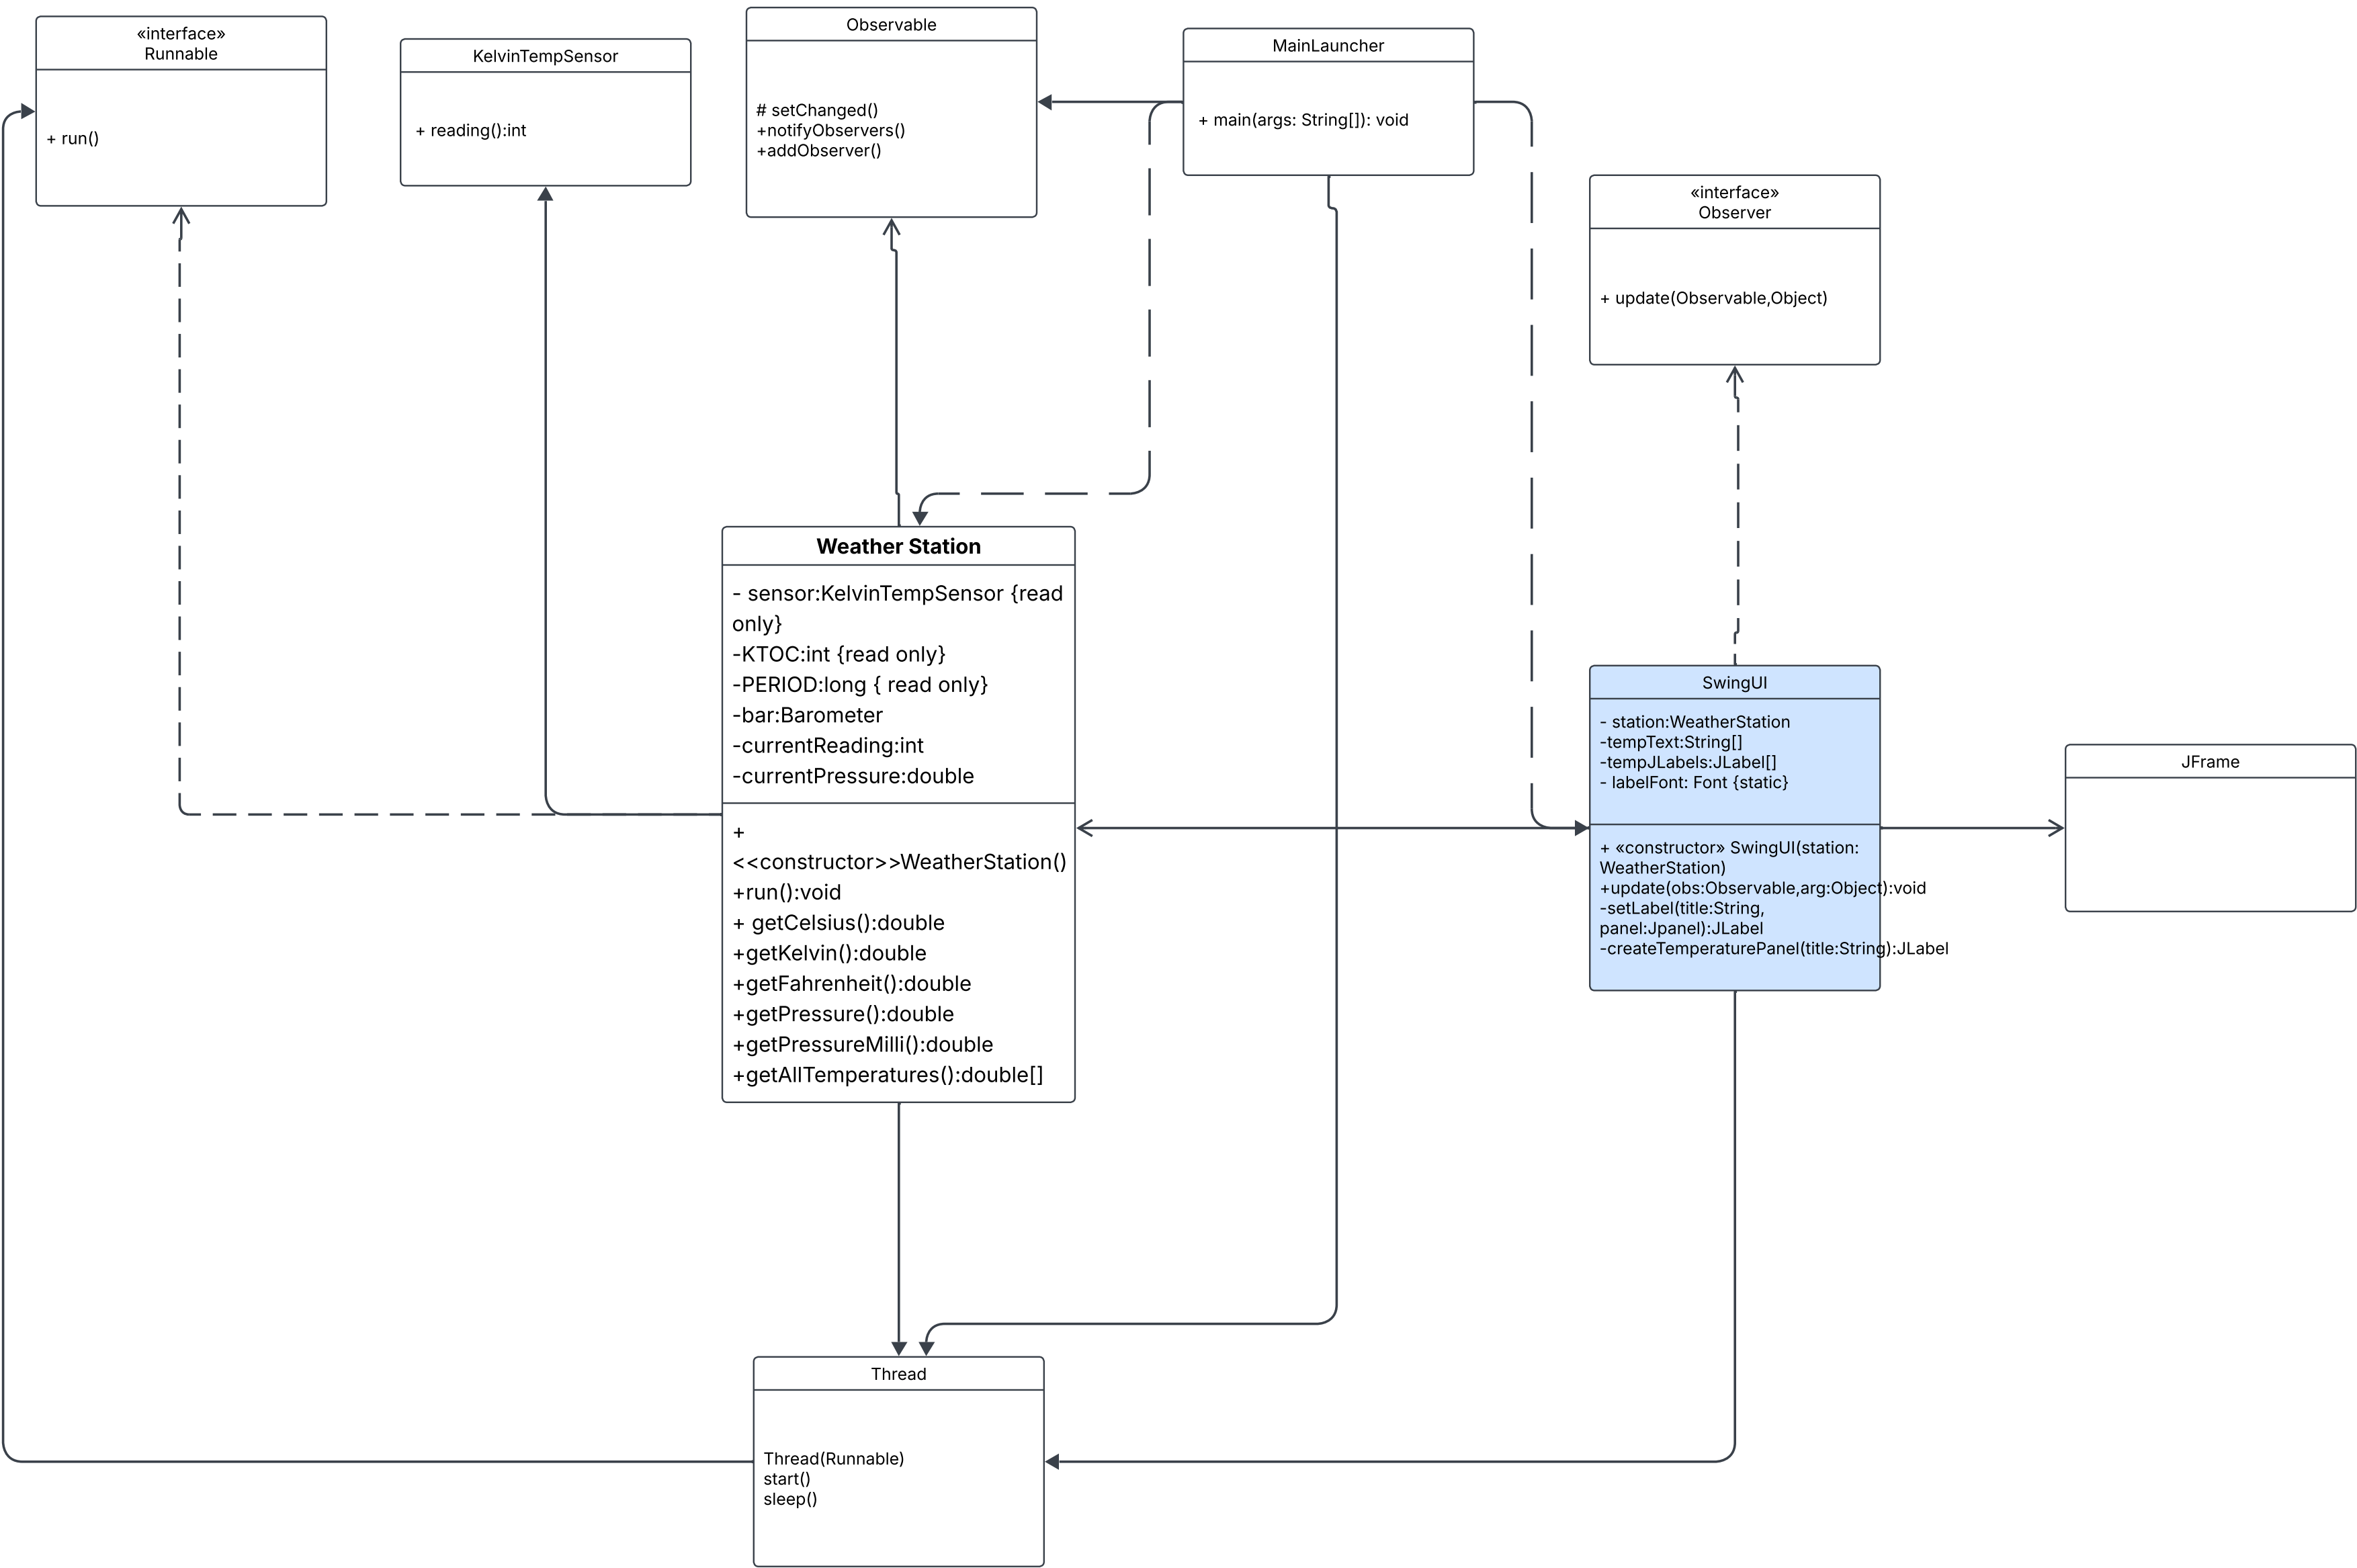 «interface»
Runnable
+ run()
KelvinTempSensor
+ reading():int
Observable
# setChanged()
+notifyObservers()
+addObserver()
MainLauncher
+ main(args: String[]): void
«interface»
Observer
+ update(Observable,Object)
Weather Station
- sensor:KelvinTempSensor {read
only}
-KTOC:int {read only}
-PERIOD:long { read only}
-bar:Barometer
-currentReading:int
-currentPressure:double
+
<<constructor>>WeatherStation()
+run():void
+ getCelsius():double
+getKelvin():double
+getFahrenheit():double
+getPressure():double
+getPressureMilli():double
+getAllTemperatures():double[]
SwingUI
- station:WeatherStation
-tempText:String[]
-tempJLabels:JLabel[]
- labelFont: Font {static}
+ «constructor» SwingUI(station:
WeatherStation)
+update(obs:Observable,arg:Object):void
-setLabel(title:String,
panel:Jpanel):JLabel
-createTemperaturePanel(title:String):JLabel
JFrame
Thread
Thread(Runnable)
start()
sleep()